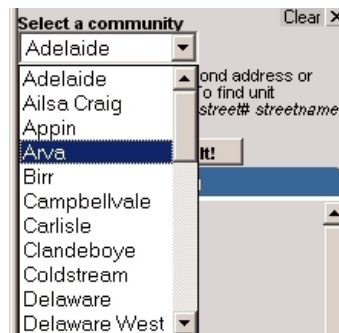 Select a community
Clear X
Adelaide
Adelaide
Ailsa Craig
Appin
Arva
Birr
Campbellvale
Carlisle
Clandeboye
Coldstream
Delaware
Delaware West
ond address or
o find unit
street# streetname
It!